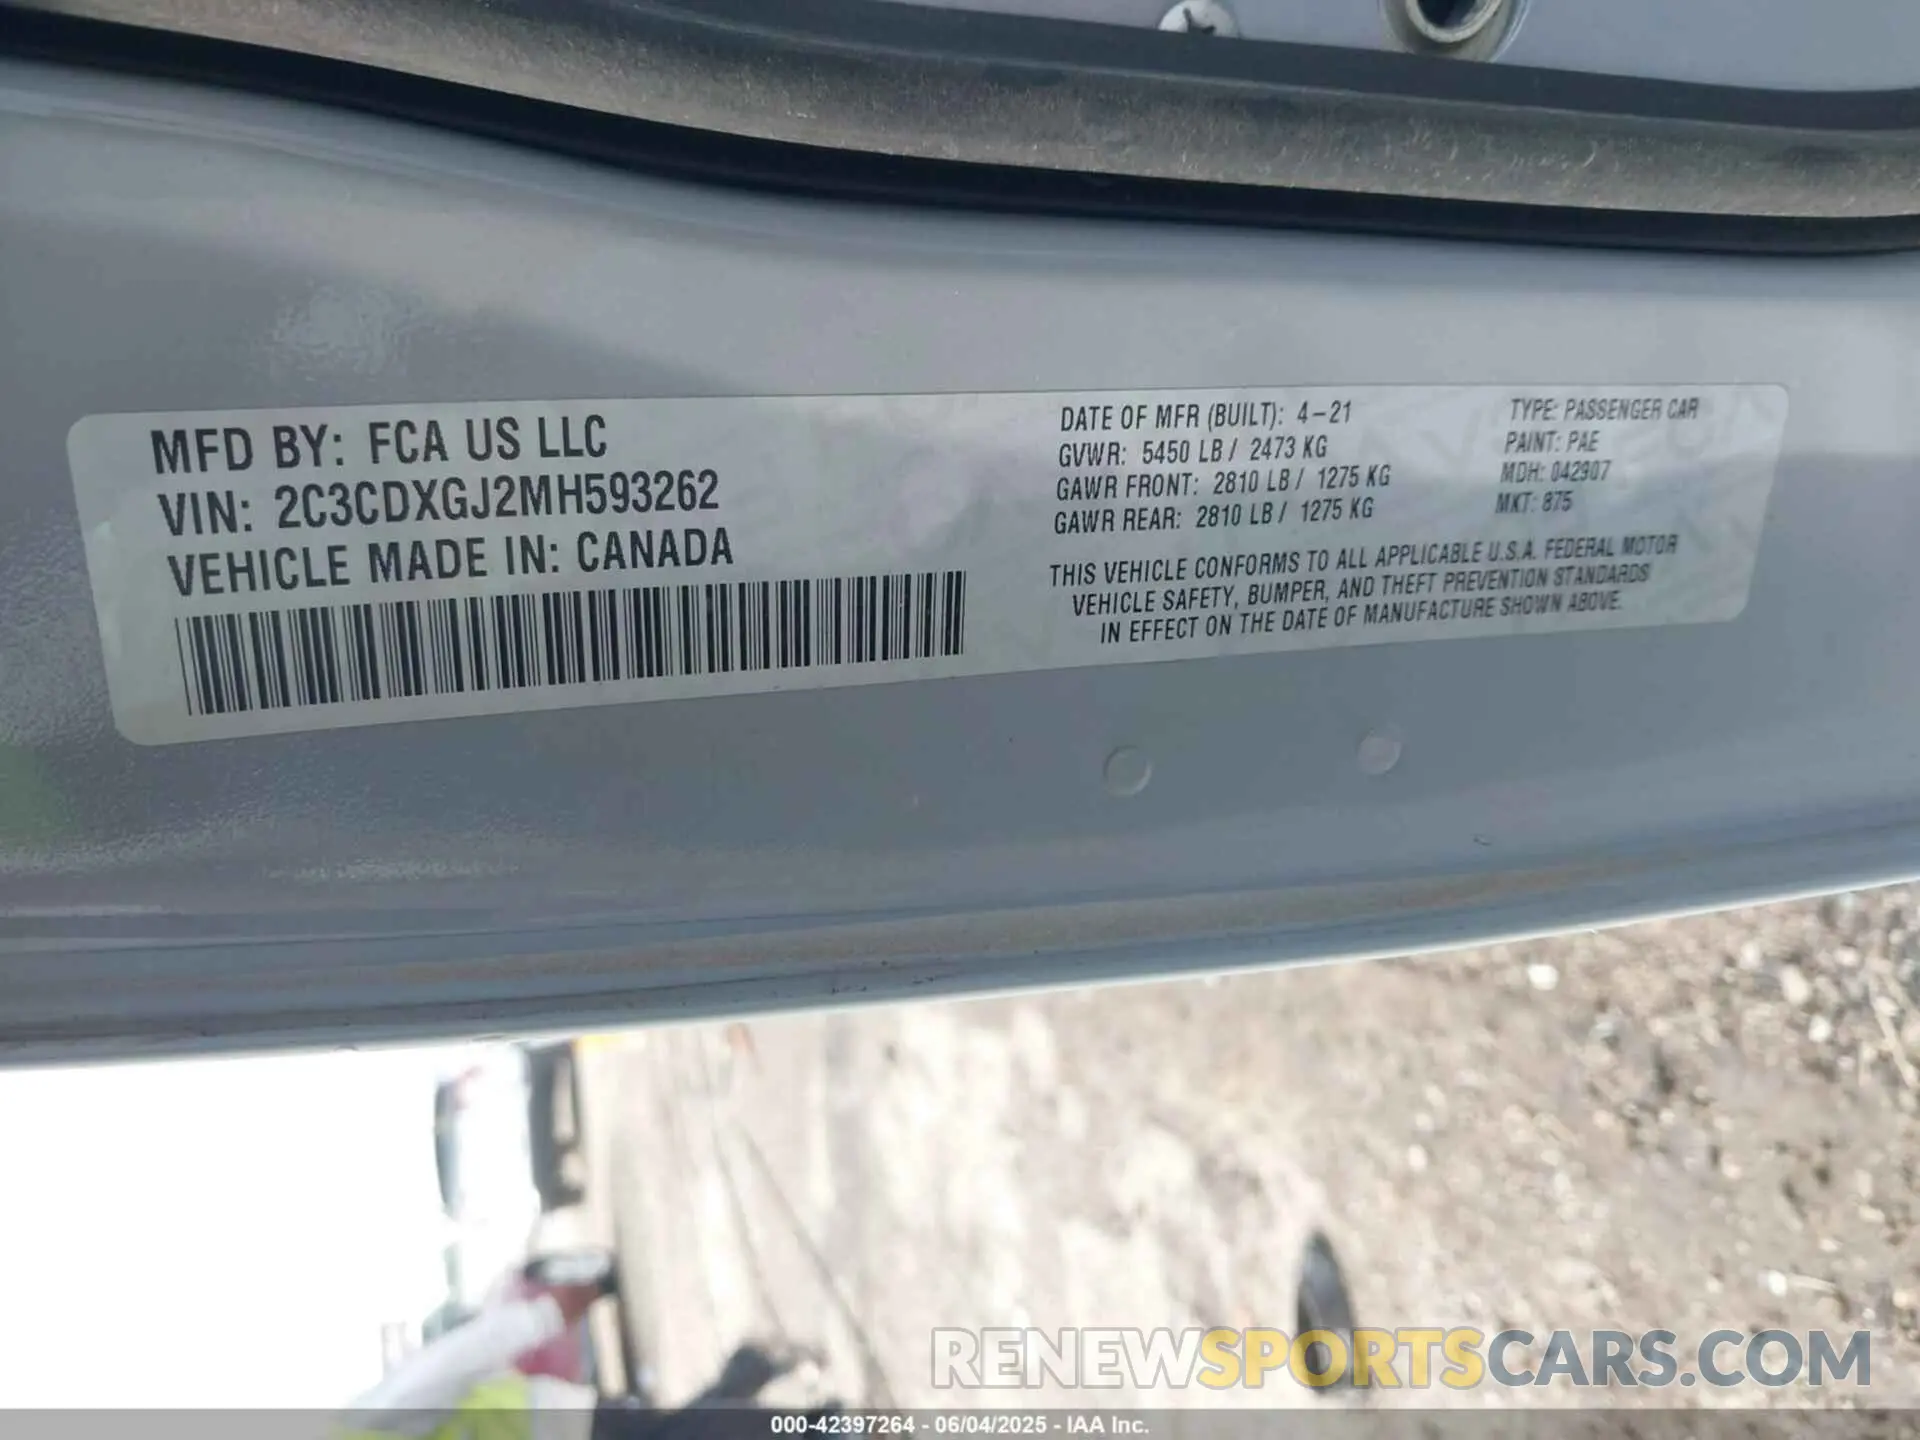 MFD BY: FCA US LLC
VIN: 2C3CDXGJ2MH593262
VEHICLE MADE IN: CANADA
DATE OF MFR (BUILT): 4-21
GVWR: 5450 LB / 2473 KG
GAWR FRONT: 2810 LB / 1275 KG
GAWR REAR: 2810 LB / 1275 KG
TYPE: PASSENGER CAR
PAINT: PAE
MDH: 042907
MKT: 875
THIS VEHICLE CONFORMS TO ALL APPLICABLE U.S.A. FEDERAL MOTOR
VEHICLE SAFETY, BUMPER, AND THEFT PREVENTION STANDARDS
IN EFFECT ON THE DATE OF MANUFACTURE SHOWN ABOVE.
RENEWSPORTSCARS.COM
000-42397264 - 06/04/2025 - IAA Inc.